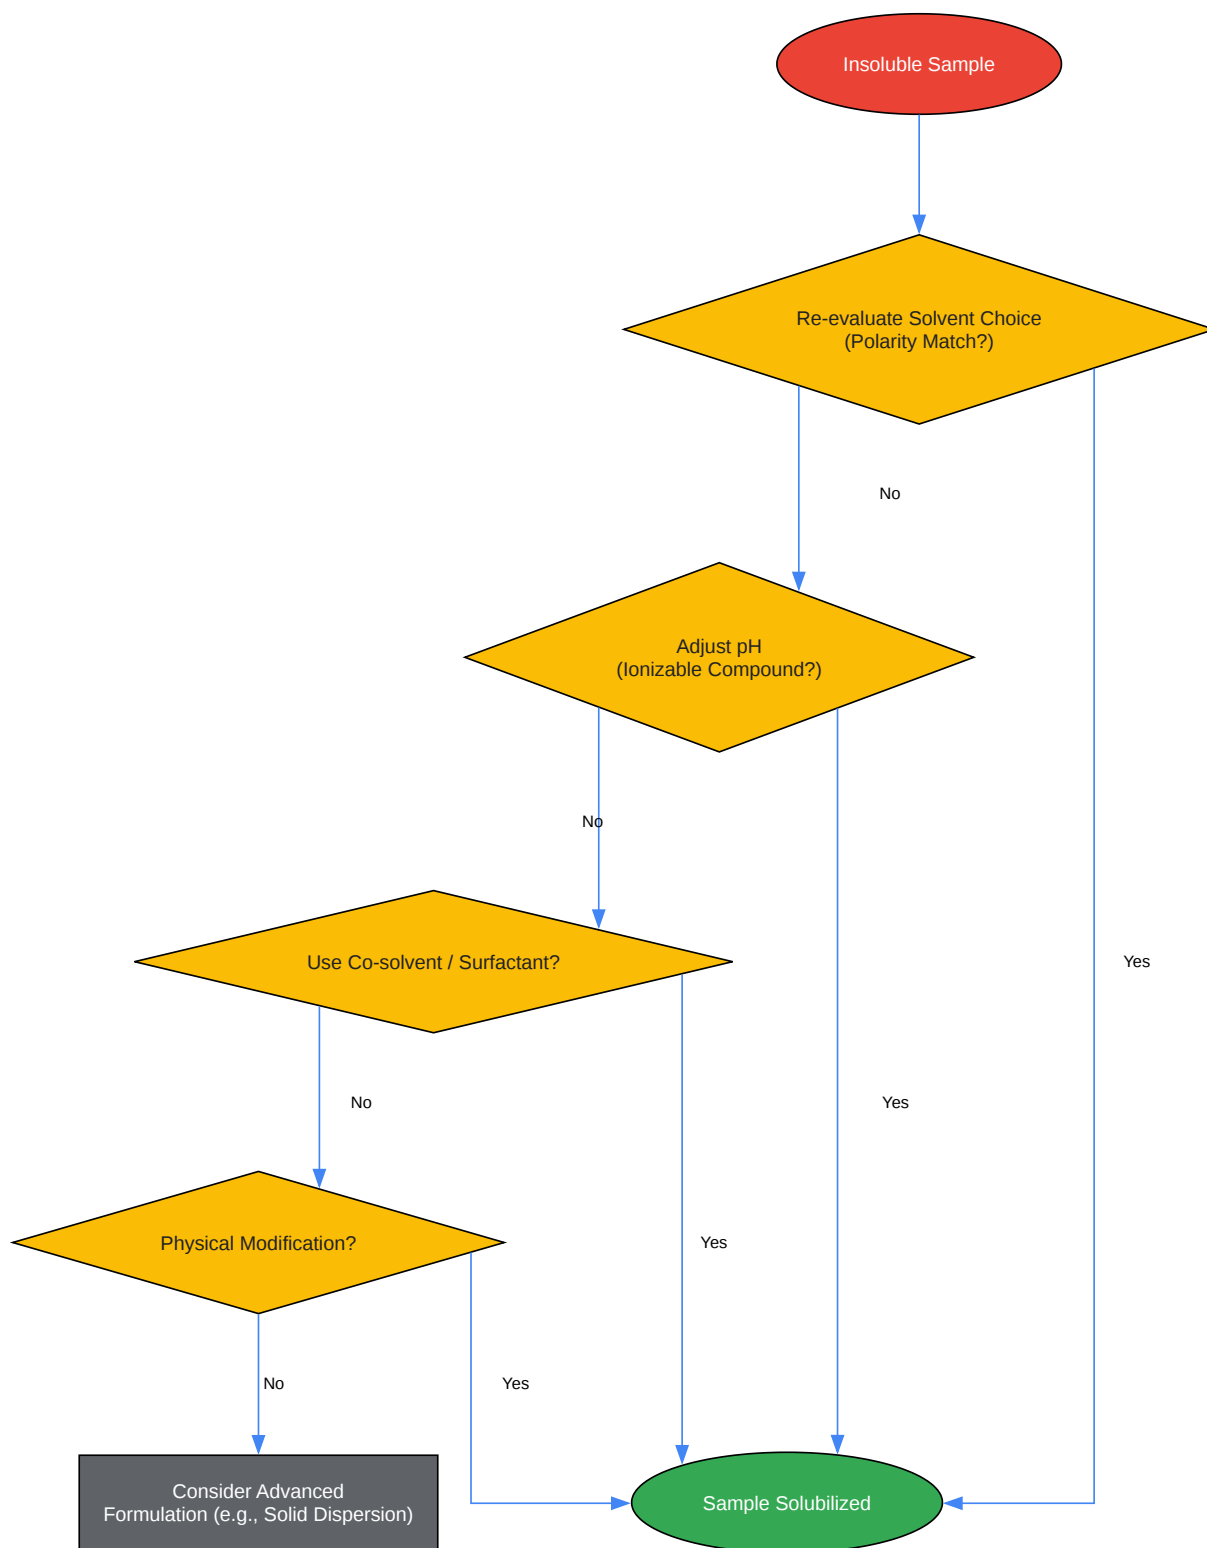 Insoluble Sample
Re-evaluate Solvent Choice
(Polarity Match?)
No
Adjust pH
(Ionizable Compound?)
No
Use Co-solvent / Surfactant?
Yes
No
Yes
Physical Modification?
Yes
No
Yes
Consider Advanced
Formulation (e.g., Solid Dispersion)
Sample Solubilized